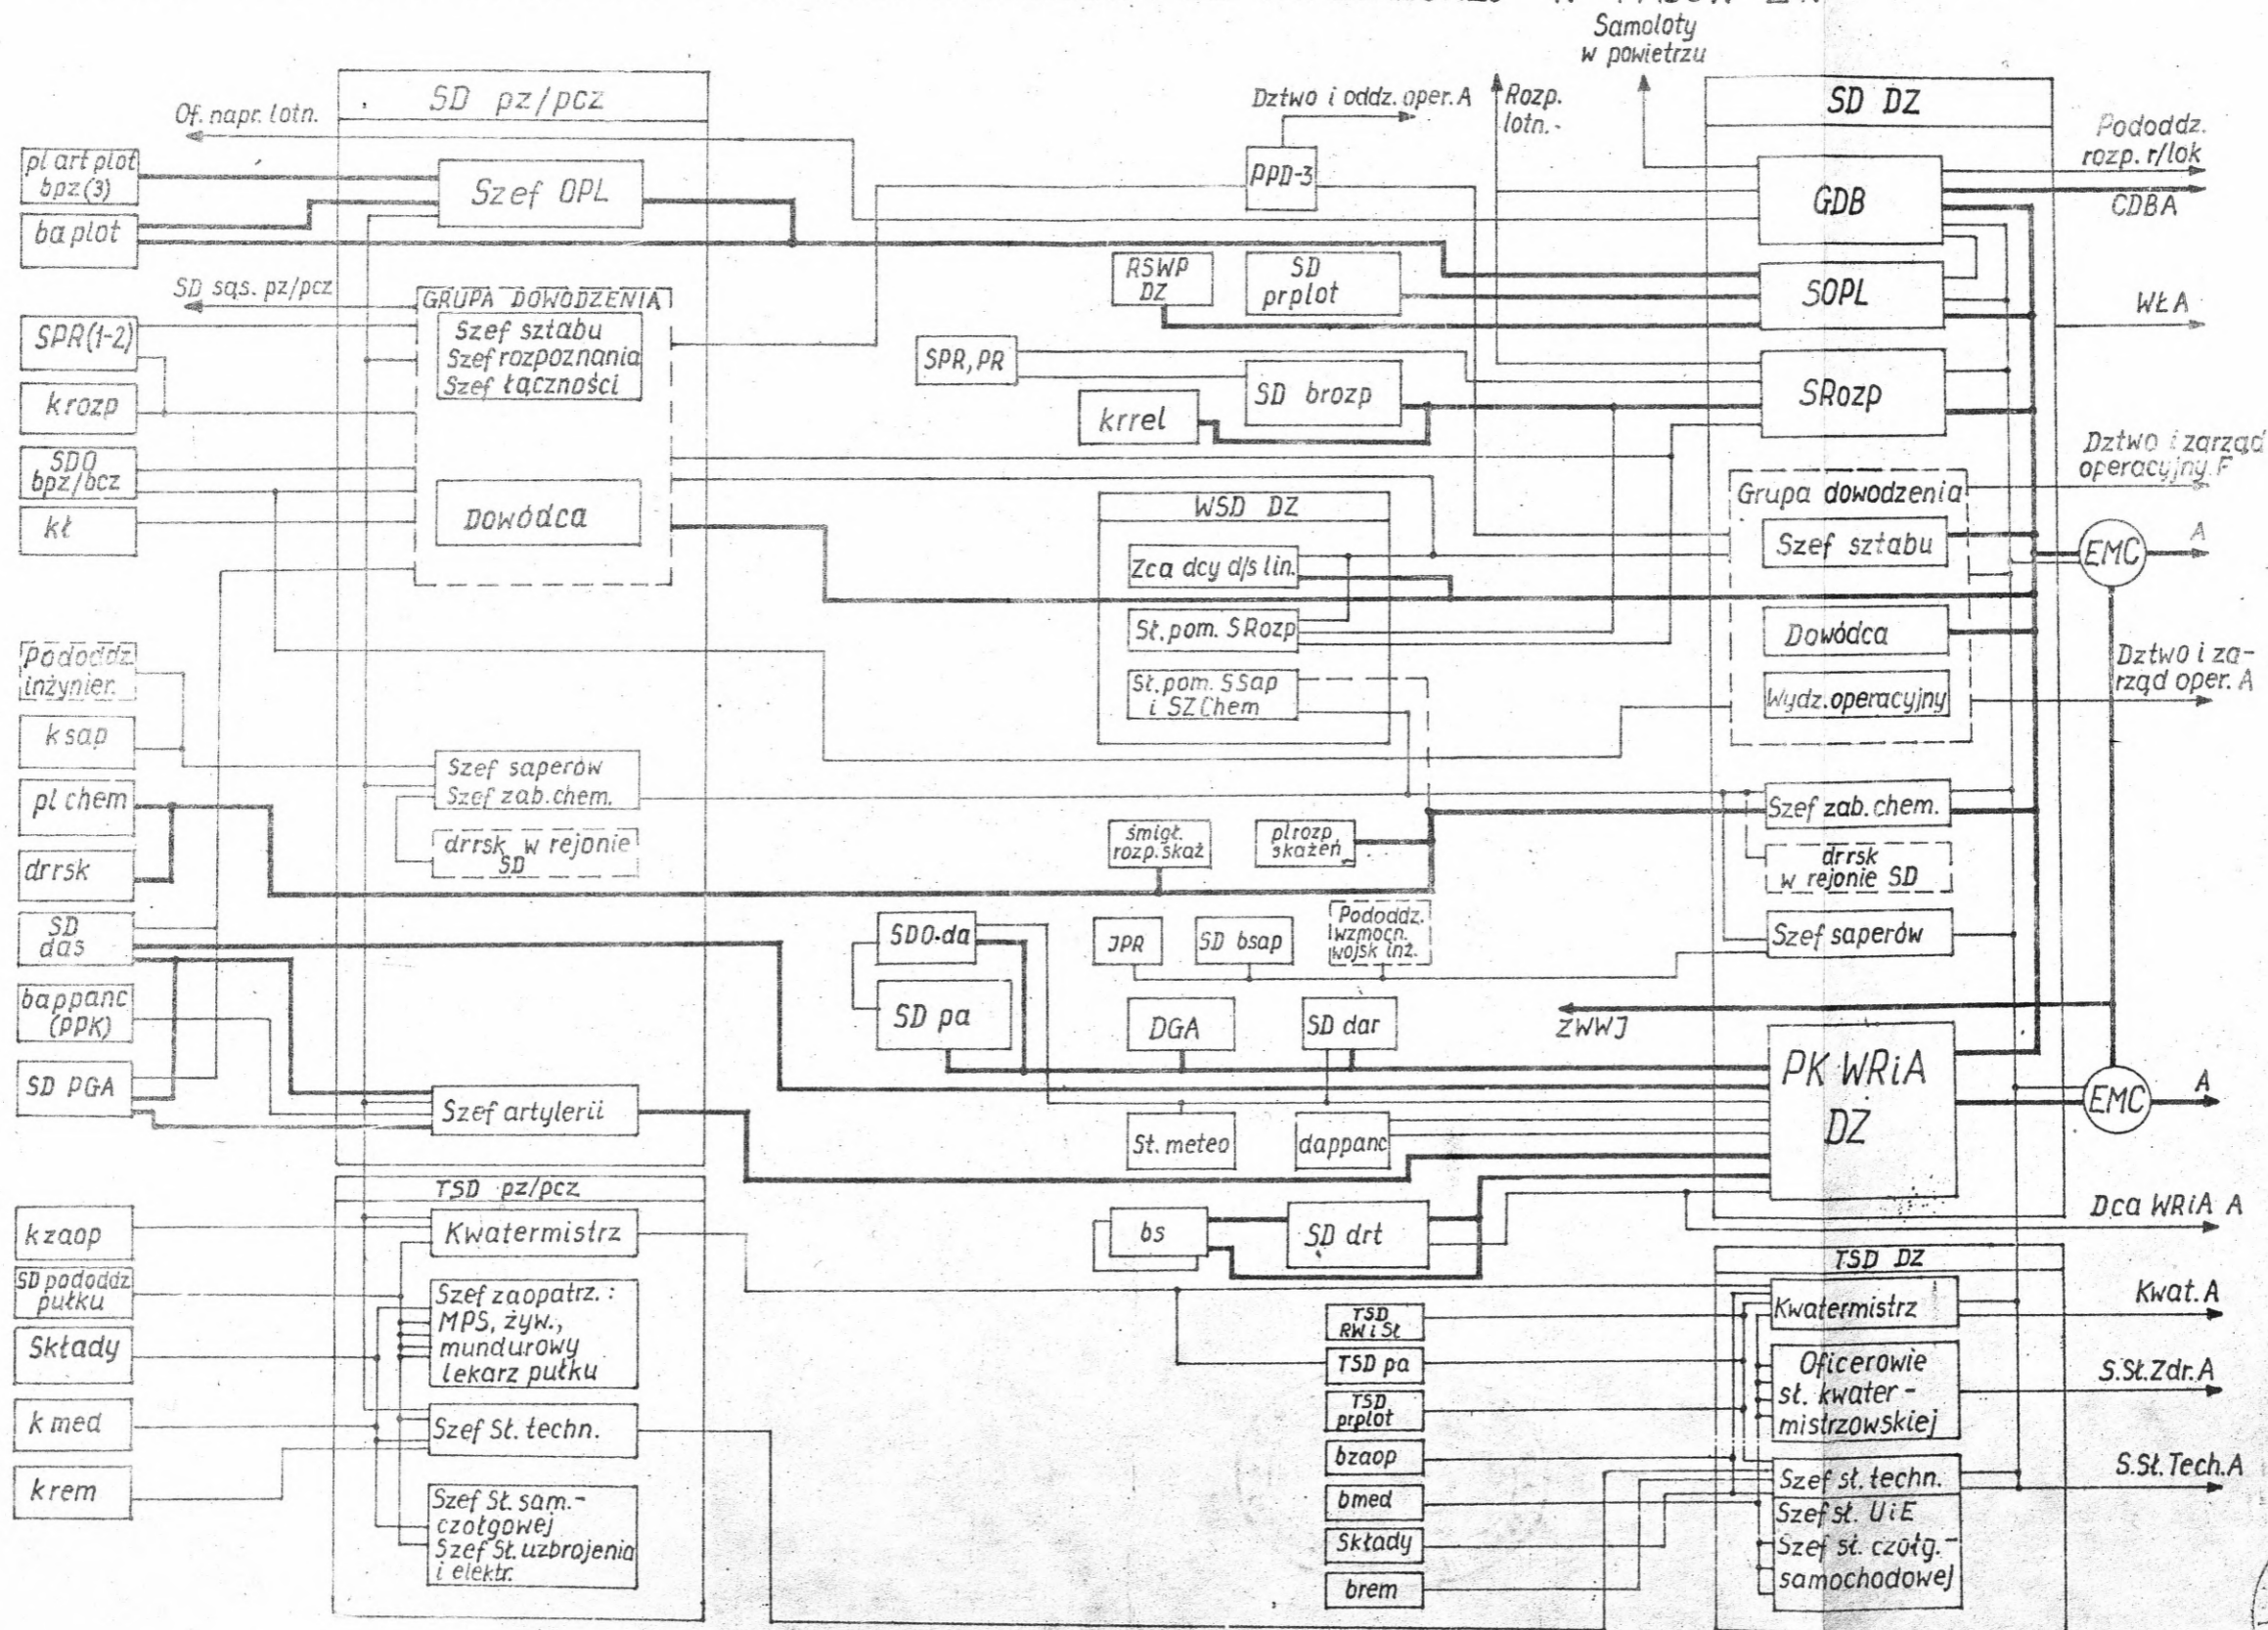 Samoloty
w powietrzu
SD pz/pcz
Of. napr. lotn.
pl art plot
bpz (3)
ba plot
Szef OPL
SD sąs. pz/pcz
GRUPA DOWODZENIA
Szef sztabu
Szef rozpoznania
Szef łączności
Dowódca
SPR (1-2)
k rozp
SDO
bpz/bcz
kł
Pododdz.
inżynier.
k sap
pl chem
drrsk
SD
das
bappanc
(PPK)
SD PGA
Szef saperów
Szef zab. chem.
drrsk w rejonie
SD
Szef artylerii
TSD pz/pcz
k zaop
SD pododdz
pułku
Składy
k med
k rem
Kwatermistrz
Szef zaopatrz. :
MPS, żyw.,
mundurowy
lekarz pułku
Szef St. techn.
Szef St. sam.-
czołgowej
Szef St. uzbrojenia
i elektr.
Dztwo i oddz. oper. A
Rozp.
lotn. -
PPD-3
RSWP
DZ
SD
prplot
SPR, PR
SD brozp
krrel
WSD DZ
Zca dcy d/s lin.
St. pom. SRozp
St. pom. SSap
i SZChem
śmigł.
rozp. skaż
pl rozp
skażeń
SDO-da
SD pa
JPR
SD bsap
Pododdz.
wzmocn.
wojsk inż.
DGA
SD dar
ZWWJ
St. meteo
dappanc
bs
SD drt
TSD
RW i St
TSD pa
TSD
prplot
bzaop
bmed
Składy
brem
SD DZ
GDB
SOPL
SRozp
Grupa dowodzenia
Szef sztabu
Dowódca
Wydz. operacyjny
Szef zab. chem.
drrsk
w rejonie SD
Szef saperów
PK WRiA
DZ
TSD DZ
Kwatermistrz
Oficerowie
sł. kwater -
mistrzowskiej
Szef sł. techn.
Szef sł. UiE
Szef sł. czołg.-
samochodowej
Pododdz.
rozp. r/lok
CDBA
WŁA
Dztwo i zarząd
operacyjny F
EMC
A
Dztwo i za-
rząd oper. A
EMC
A
Dca WRiA A
Kwat. A
S.Sł.Zdr.A
S.Sł.Tech.A